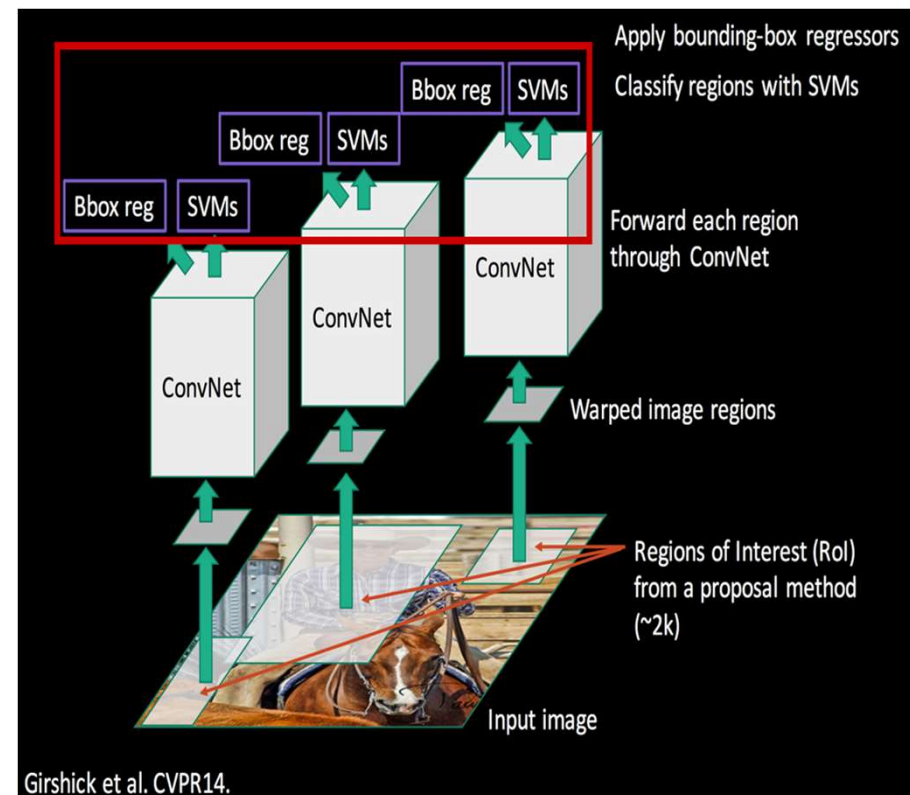 Apply bounding-box regressors
Bbox reg SVMs
Classify regions with SVMs
Bbox reg SVMs
Bbox reg SVMs
Forward each region
through ConvNet
ConvNet
ConvNet
ConvNet
Warped image regions
Regions of Interest (RoI)
from a proposal method
(~2k)
Input image
Girshick et al. CVPR14.